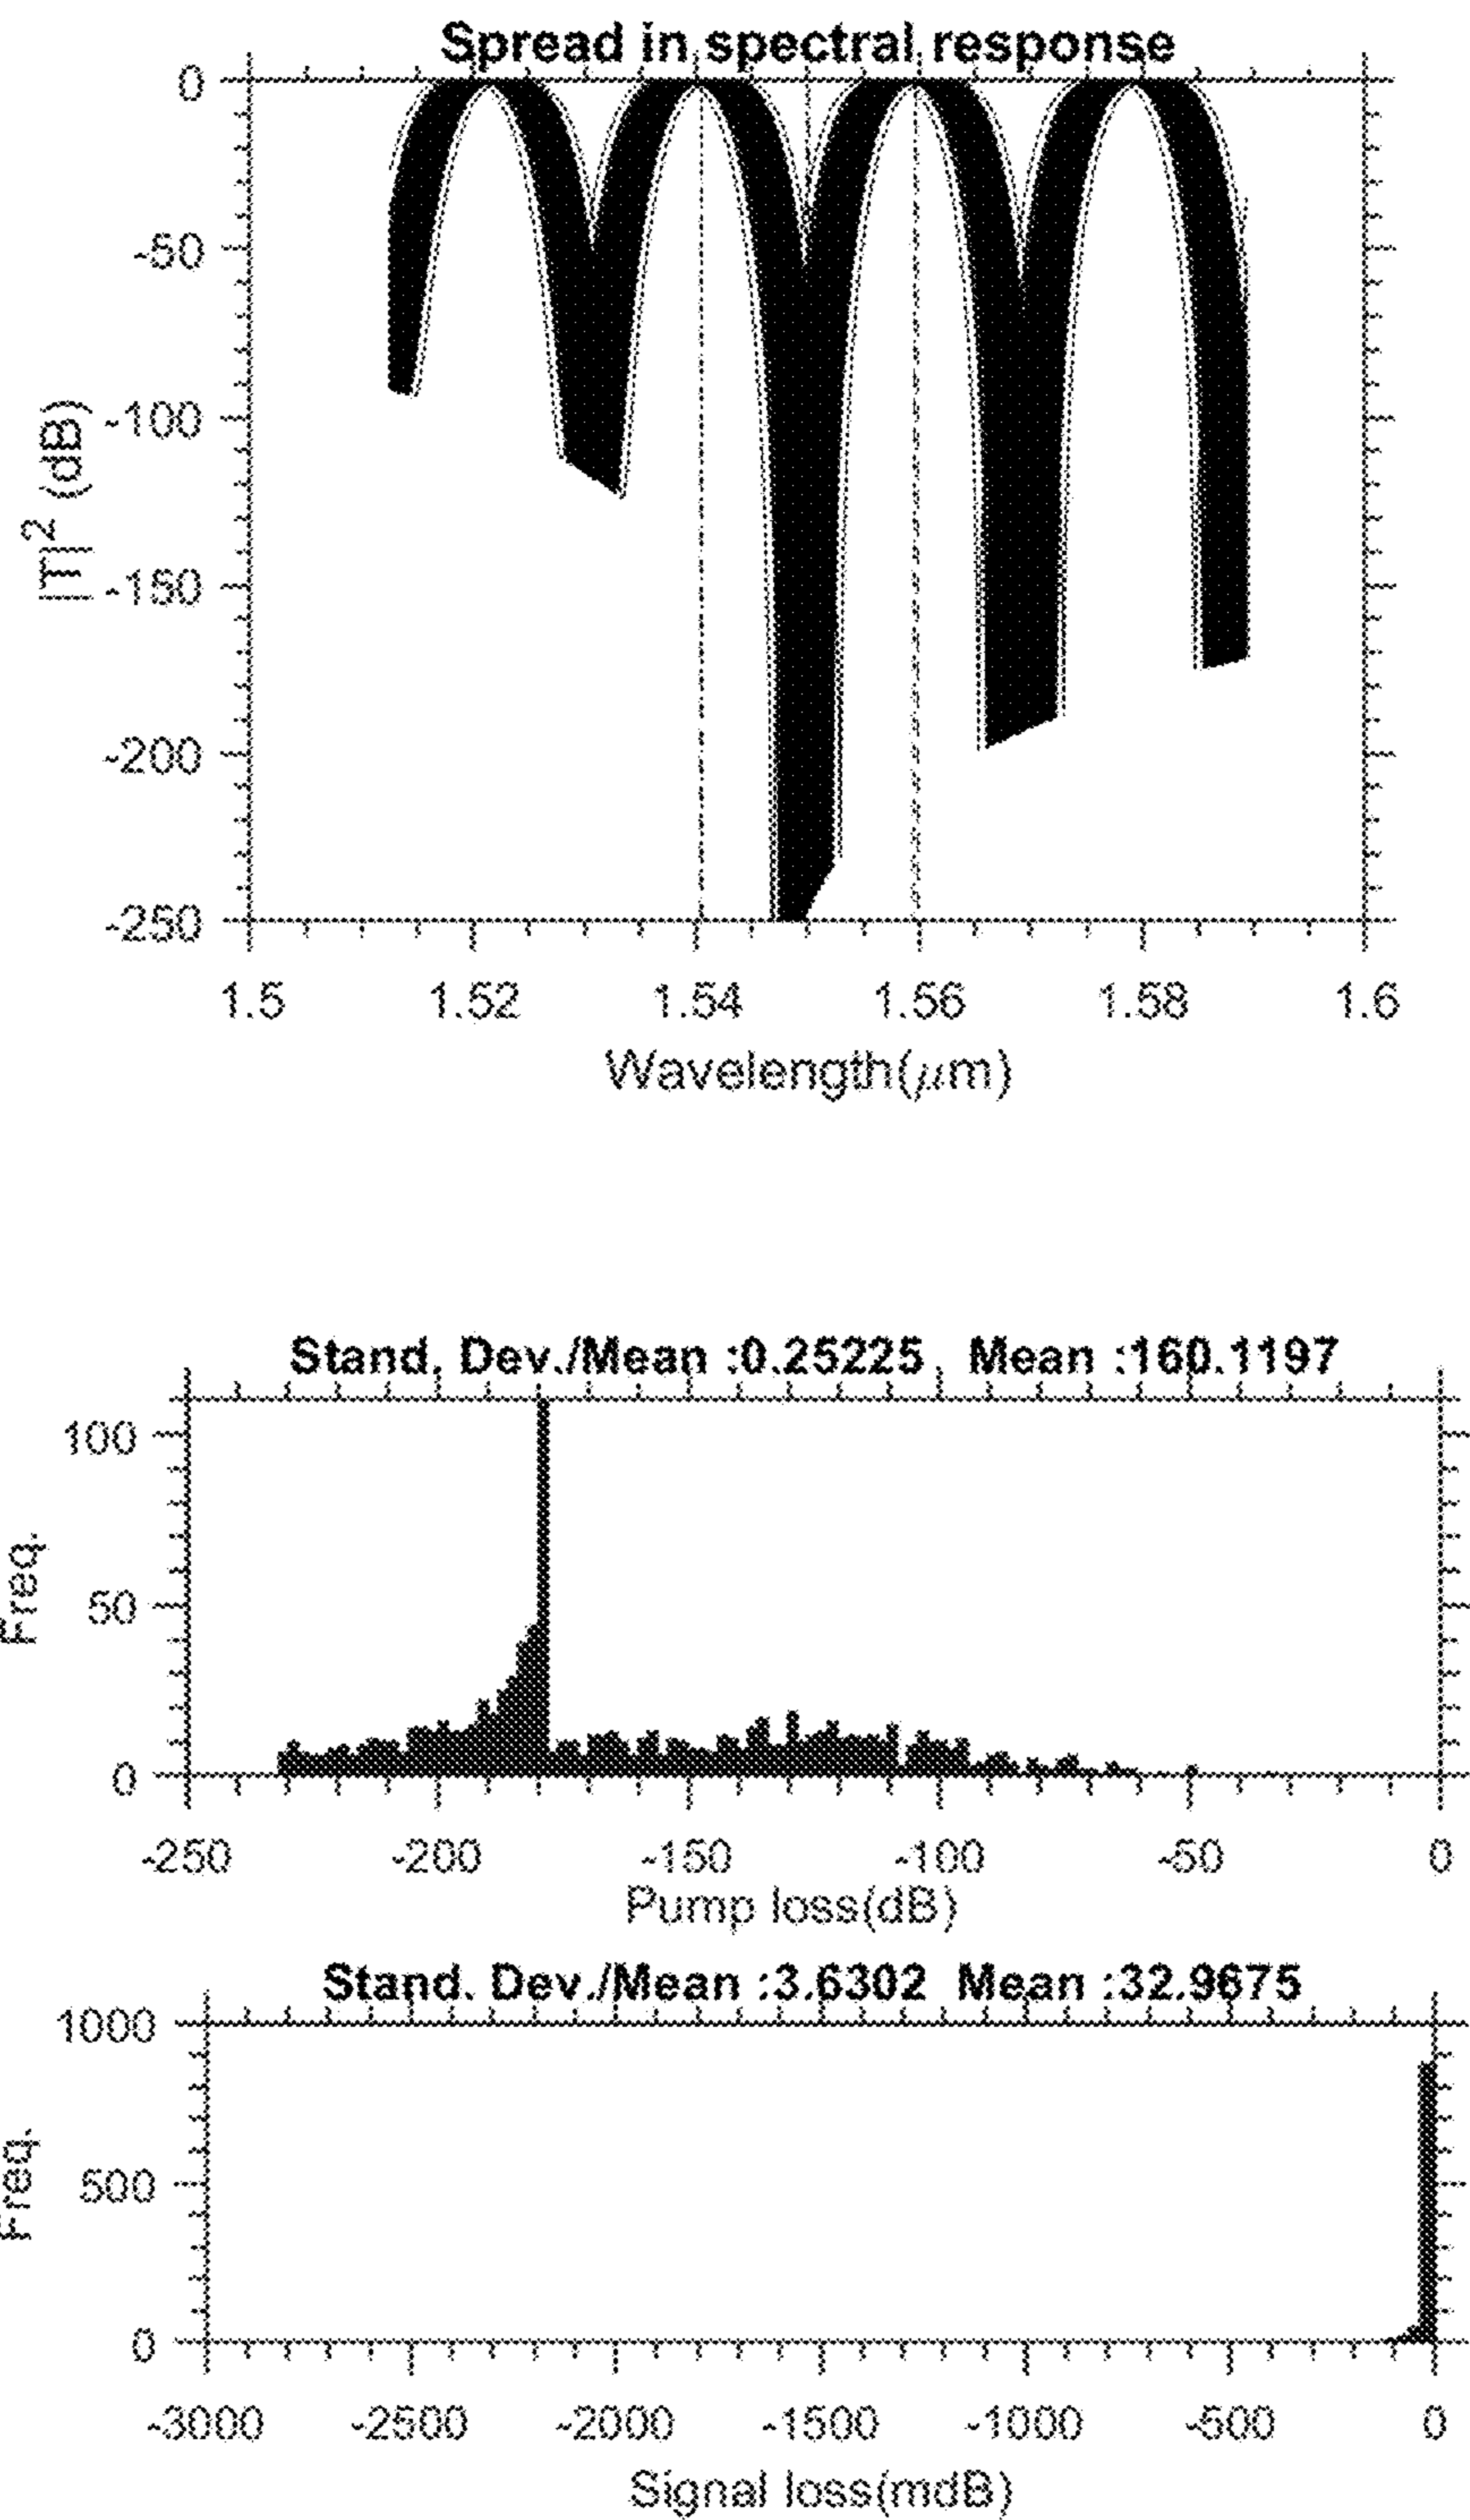 Spread in spectral response
0
-50
-100
-150
-200
-250
|T|² (dB)
1.5 1.52 1.54 1.56 1.58 1.6
Wavelength(μm)
Stand. Dev./Mean :0.25225 Mean :160.1197
100
50
0
Freq.
-250 -200 -150 -100 -50 0
Pump loss(dB)
Stand. Dev./Mean :3.6302 Mean :32.9675
1000
500
0
Freq.
-3000 -2500 -2000 -1500 -1000 -500 0
Signal loss(mdB)